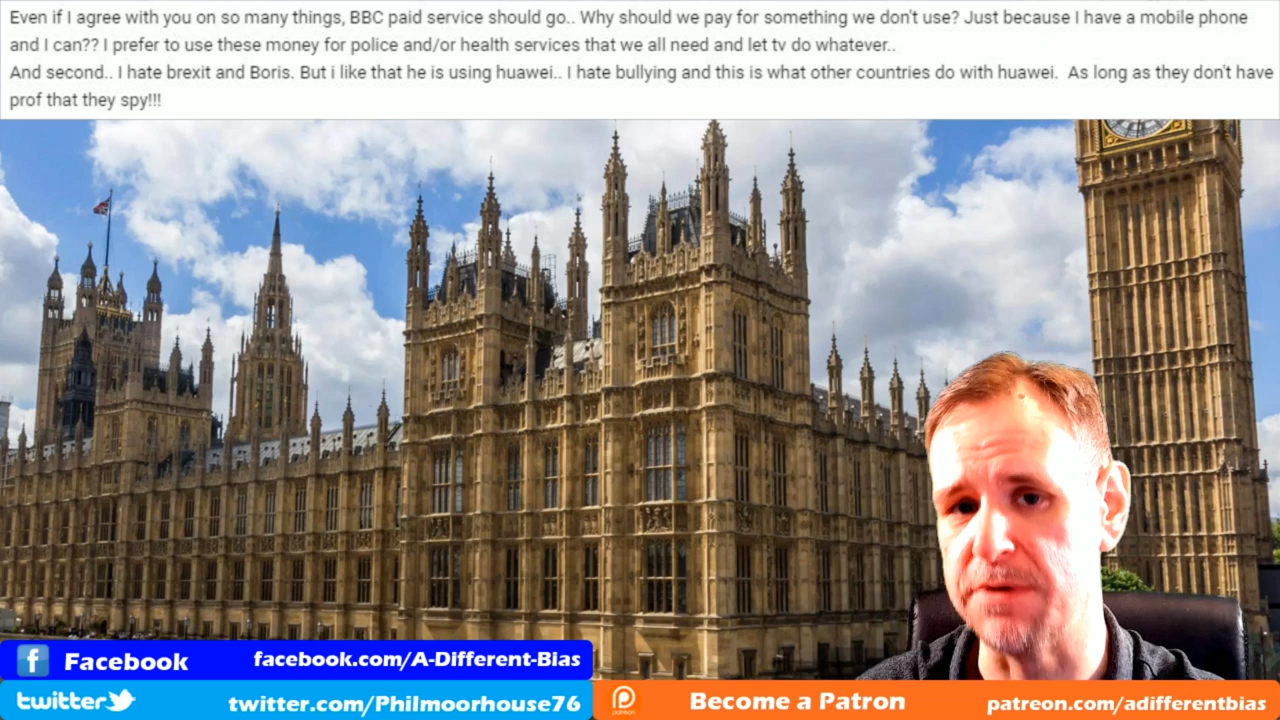 Even if I agree with you on so many things, BBC paid service should go.. Why should we pay for something we don't use? Just because I have a mobile phone
and I can?? I prefer to use these money for police and/or health services that we all need and let tv do whatever..
And second.. I hate brexit and Boris. But i like that he is using huawei.. I hate bullying and this is what other countries do with huawei.  As long as they don't have
prof that they spy!!!
f Facebook facebook.com/A-Different-Bias
twitter twitter.com/Philmoorhouse76
patreon Become a Patron patreon.com/adifferentbias